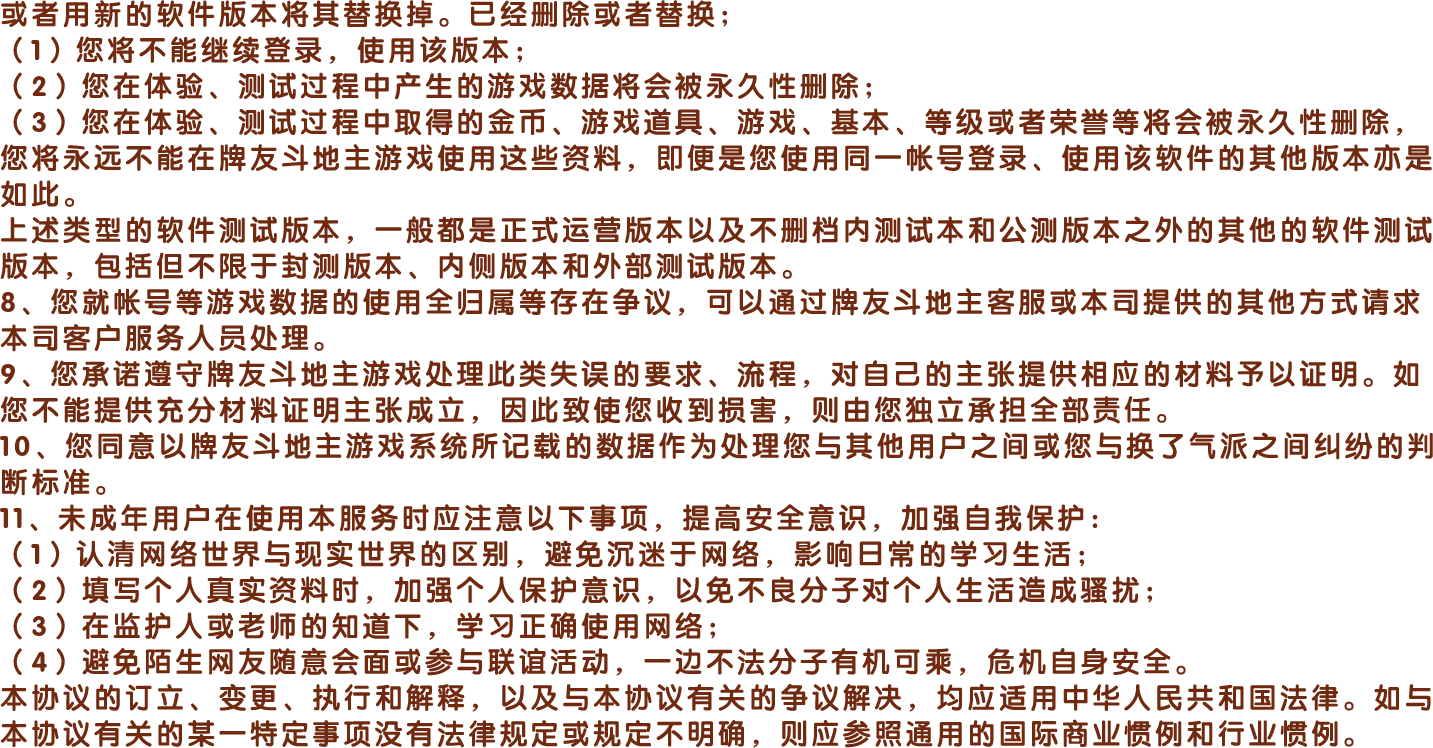 或者用新的软件版本将其替换掉。已经删除或者替换；
（1）您将不能继续登录，使用该版本；
（2）您在体验、测试过程中产生的游戏数据将会被永久性删除；
（3）您在体验、测试过程中取得的金币、游戏道具、游戏、基本、等级或者荣誉等将会被永久性删除，
您将永远不能在牌友斗地主游戏使用这些资料，即便是您使用同一帐号登录、使用该软件的其他版本亦是
如此。
上述类型的软件测试版本，一般都是正式运营版本以及不删档内测试本和公测版本之外的其他的软件测试
版本，包括但不限于封测版本、内侧版本和外部测试版本。
8、您就帐号等游戏数据的使用全归属等存在争议，可以通过牌友斗地主客服或本司提供的其他方式请求
本司客户服务人员处理。
9、您承诺遵守牌友斗地主游戏处理此类失误的要求、流程，对自己的主张提供相应的材料予以证明。如
您不能提供充分材料证明主张成立，因此致使您收到损害，则由您独立承担全部责任。
10、您同意以牌友斗地主游戏系统所记载的数据作为处理您与其他用户之间或您与换了气派之间纠纷的判
断标准。
11、未成年用户在使用本服务时应注意以下事项，提高安全意识，加强自我保护：
（1）认清网络世界与现实世界的区别，避免沉迷于网络，影响日常的学习生活；
（2）填写个人真实资料时，加强个人保护意识，以免不良分子对个人生活造成骚扰；
（3）在监护人或老师的知道下，学习正确使用网络；
（4）避免陌生网友随意会面或参与联谊活动，一边不法分子有机可乘，危机自身安全。
本协议的订立、变更、执行和解释，以及与本协议有关的争议解决，均应适用中华人民共和国法律。如与
本协议有关的某一特定事项没有法律规定或规定不明确，则应参照通用的国际商业惯例和行业惯例。